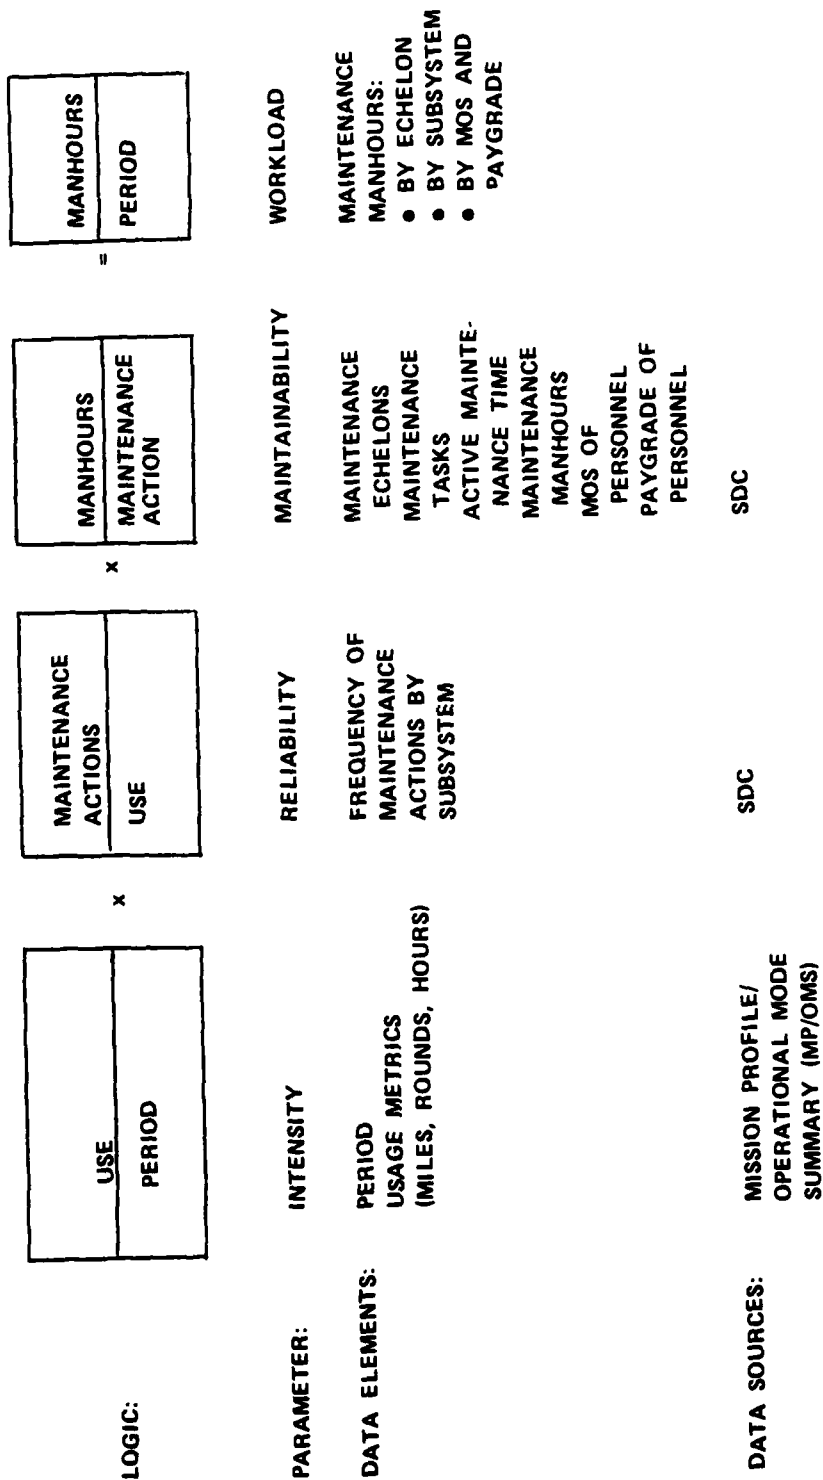 LOGIC:
USE
PERIOD
x
MAINTENANCE
ACTIONS
USE
x
MANHOURS
MAINTENANCE
ACTION
=
MANHOURS
PERIOD
PARAMETER:
INTENSITY
RELIABILITY
MAINTAINABILITY
WORKLOAD
DATA ELEMENTS:
PERIOD
USAGE METRICS
(MILES, ROUNDS, HOURS)
FREQUENCY OF
MAINTENANCE
ACTIONS BY
SUBSYSTEM
MAINTENANCE
ECHELONS
MAINTENANCE
TASKS
ACTIVE MAINTE-
NANCE TIME
MAINTENANCE
MANHOURS
MOS OF
PERSONNEL
PAYGRADE OF
PERSONNEL
MAINTENANCE
MANHOURS:
• BY ECHELON
• BY SUBSYSTEM
• BY MOS AND
PAYGRADE
DATA SOURCES:
MISSION PROFILE/
OPERATIONAL MODE
SUMMARY (MP/OMS)
SDC
SDC